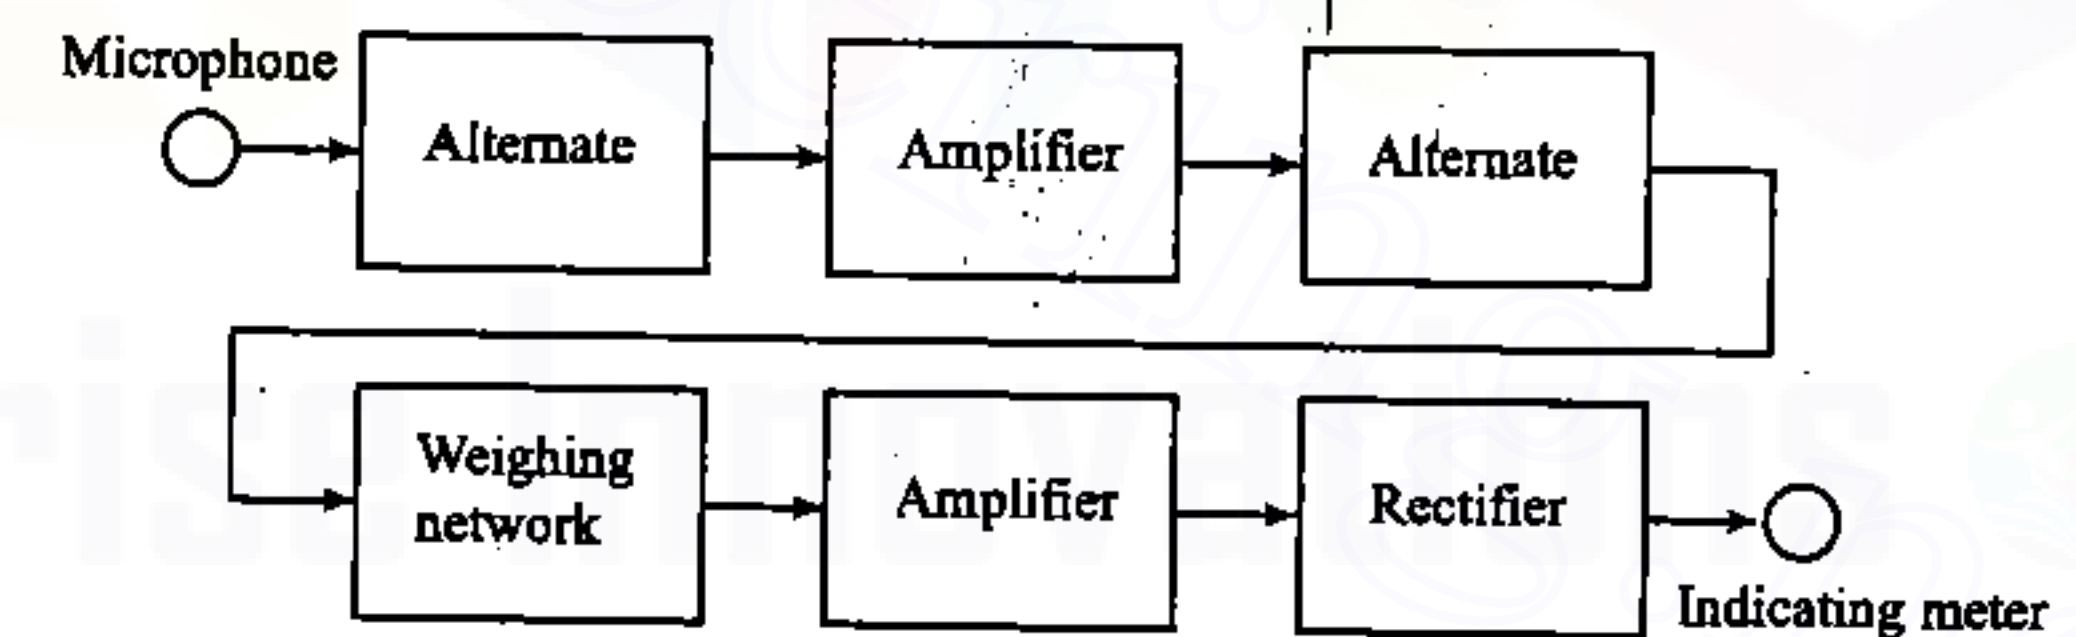 Microphone
Alternate
Amplifier
Alternate
Weighing
network
Amplifier
Rectifier
Indicating meter